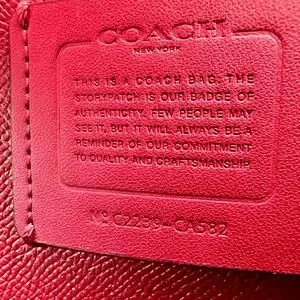 COACH
NEW YORK
THIS IS A COACH BAG. THE
STORYPATCH IS OUR BADGE OF
AUTHENTICITY. FEW PEOPLE MAY
SEE IT, BUT IT WILL ALWAYS BE A
REMINDER OF OUR COMMITMENT
TO QUALITY AND CRAFTSMANSHIP
Nº C2239-CA582